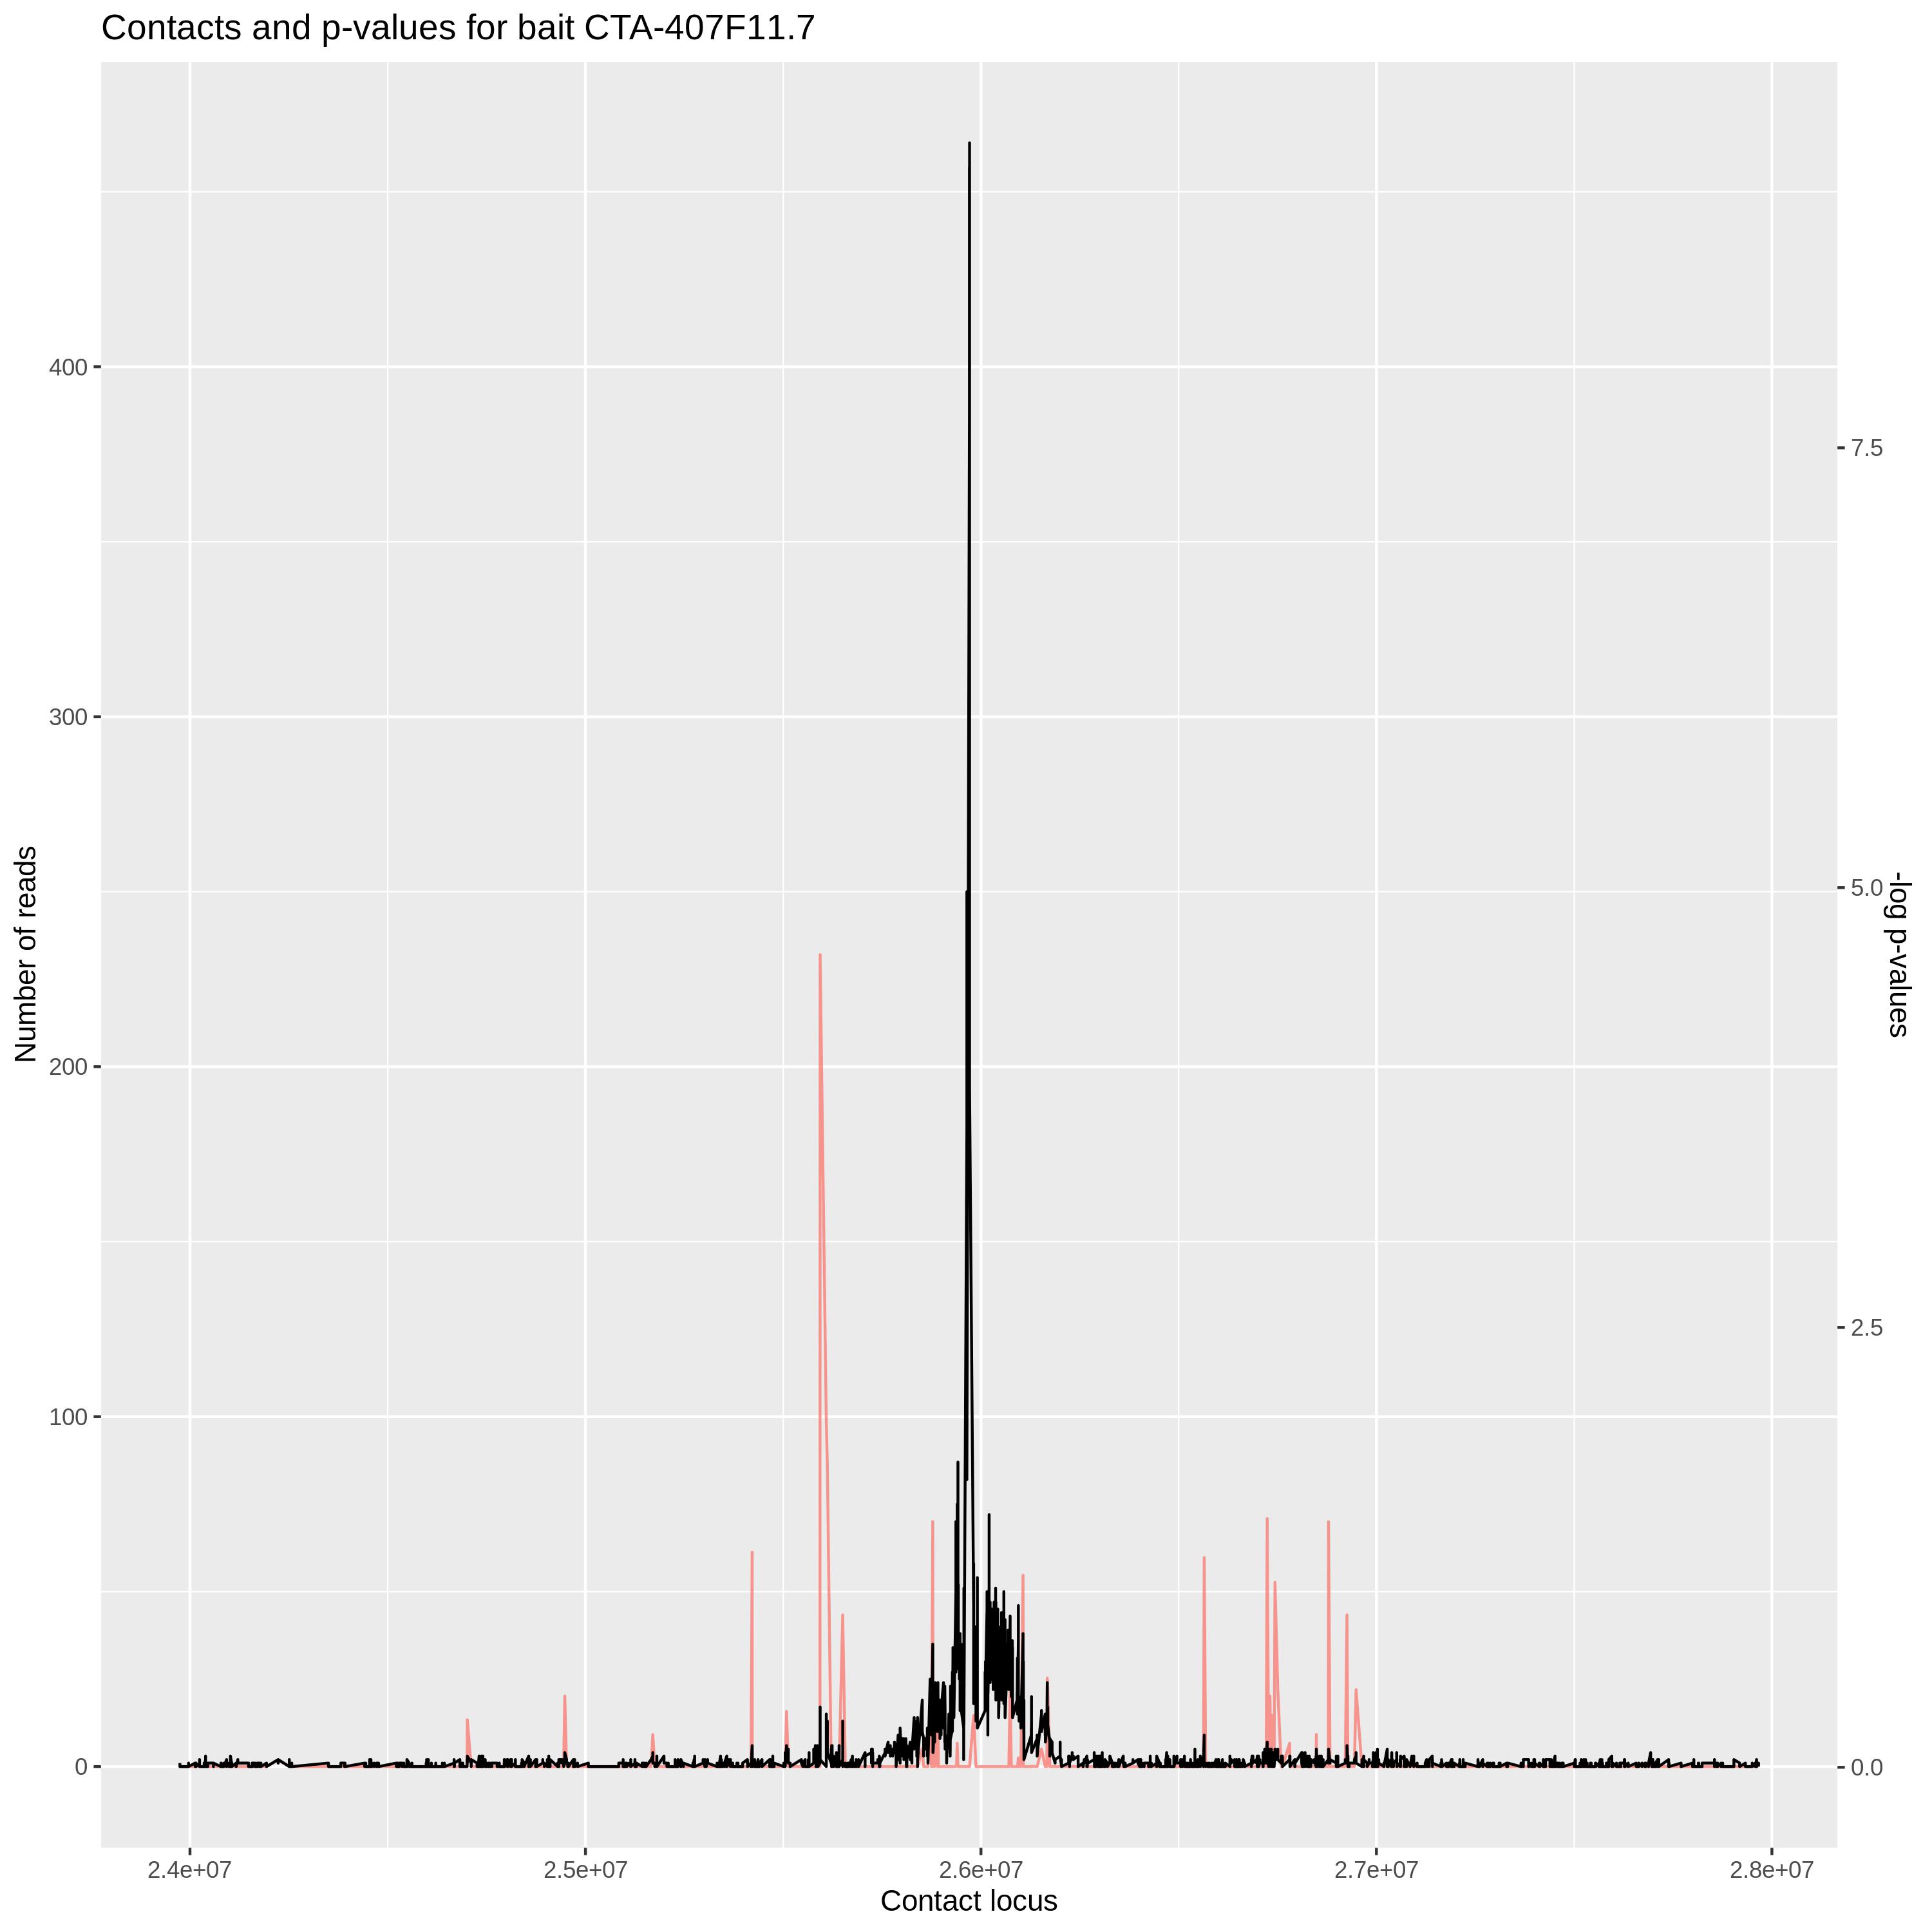 Contacts and p-values for bait CTA-407F11.7
400
300
200
100
0
Number of reads
7.5
5.0
2.5
0.0
-log p-values
2.4e+07
2.5e+07
2.6e+07
2.7e+07
2.8e+07
Contact locus